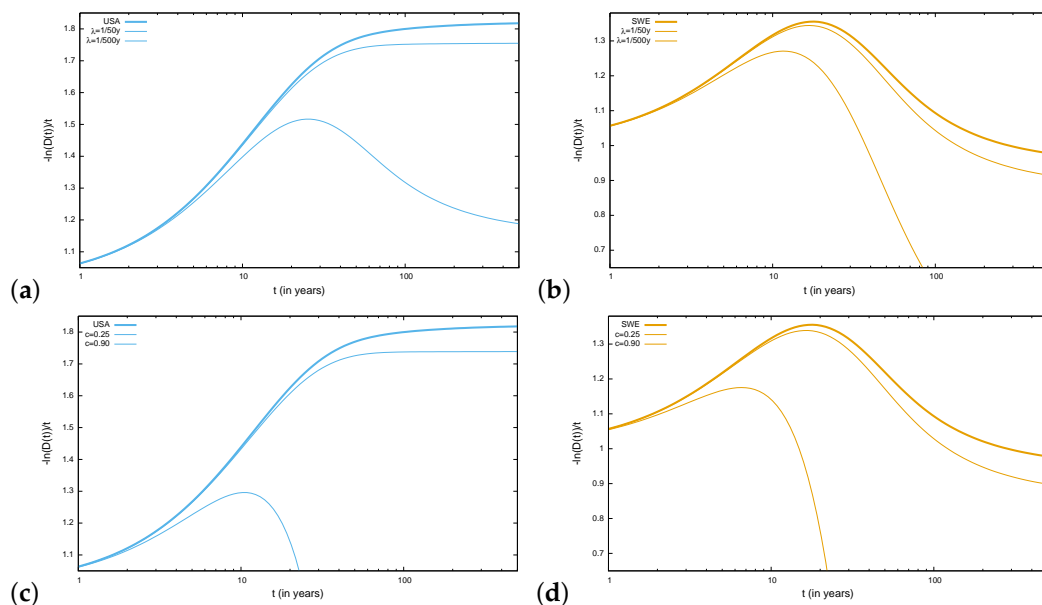 USA
λ=1/50y
λ=1/500y
1.8
1.7
1.6
1.5
1.4
1.3
1.2
1.1
-ln(D(t))/t
1 10 100
t (in years)
(a)
SWE
λ=1/50y
λ=1/500y
1.3
1.2
1.1
1
0.9
0.8
0.7
-ln(D(t))/t
1 10 100
t (in years)
(b)
USA
c=0.25
c=0.90
1.8
1.7
1.6
1.5
1.4
1.3
1.2
1.1
-ln(D(t))/t
1 10 100
t (in years)
(c)
SWE
c=0.25
c=0.90
1.3
1.2
1.1
1
0.9
0.8
0.7
-ln(D(t))/t
1 10 100
t (in years)
(d)